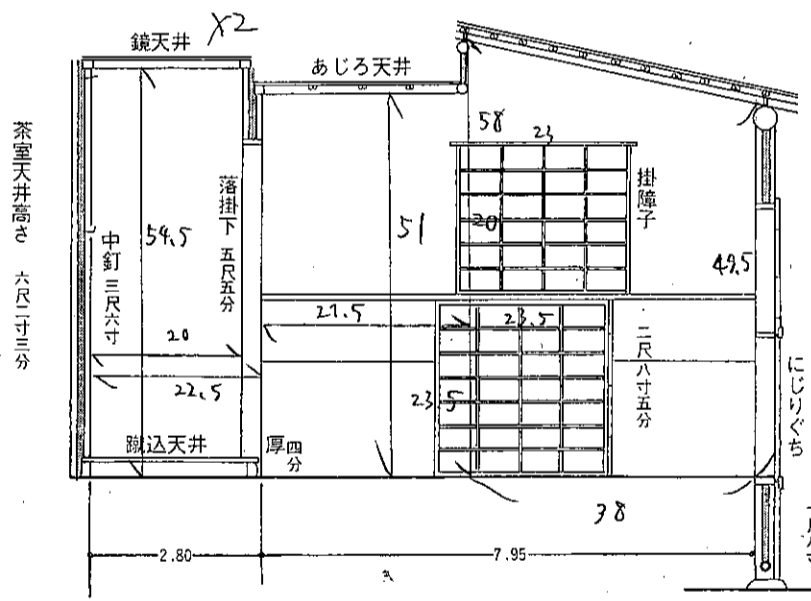 鏡天井
X2
あじろ天井
茶室天井高さ 六尺二寸三分
58
23
掛障子
落掛下 五尺五分
中釘 三尺六寸
54.5
51
20
49.5
20
21.5
23.5
22.5
23.5
二尺八寸五分
にじりぐち
蹴込天井
厚四分
38
2.80
7.95